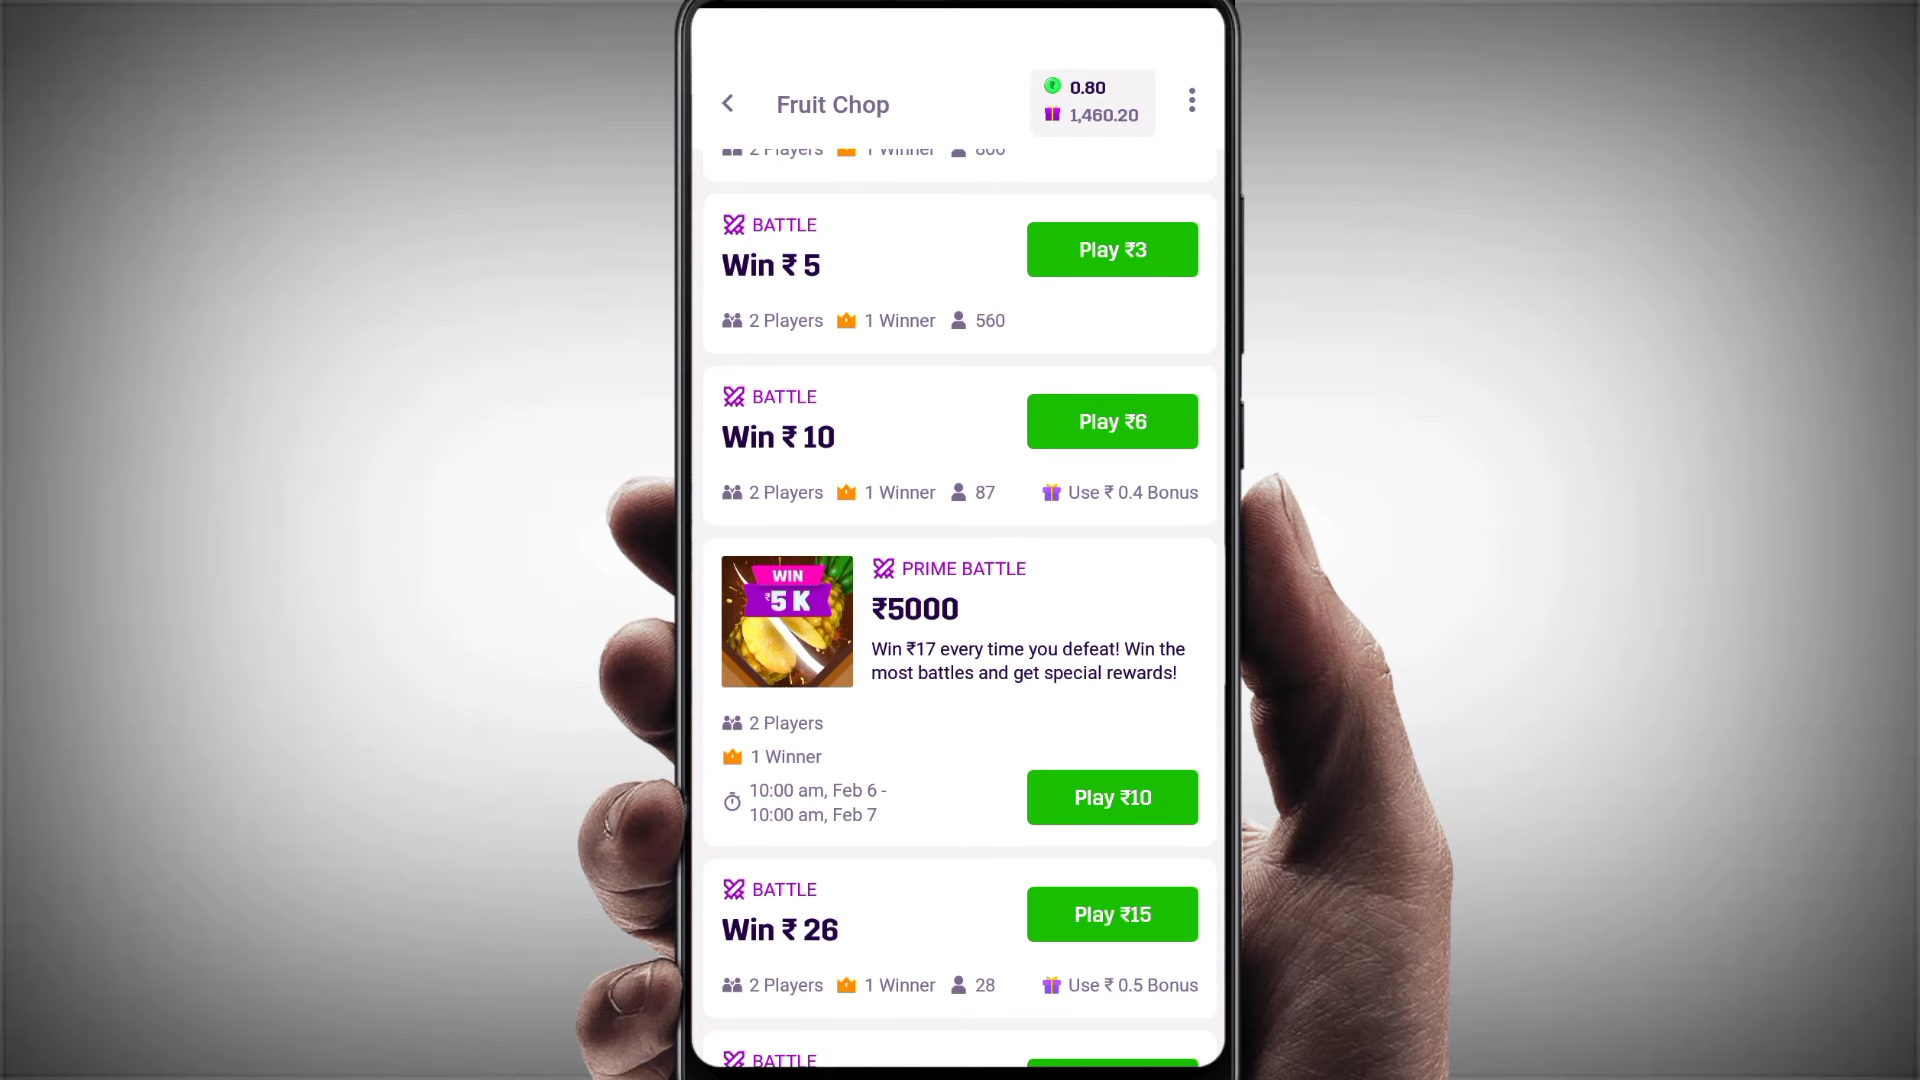 Fruit Chop
0.80
1,460.20
2 Players 1 Winner
BATTLE
Win ₹ 5
Play ₹3
2 Players 1 Winner 560
BATTLE
Win ₹ 10
Play ₹6
2 Players 1 Winner 87 Use ₹ 0.4 Bonus
WIN
₹5 K
PRIME BATTLE
₹5000
Win ₹17 every time you defeat! Win the
most battles and get special rewards!
2 Players
1 Winner
10:00 am, Feb 6 -
10:00 am, Feb 7
Play ₹10
BATTLE
Win ₹ 26
Play ₹15
2 Players 1 Winner 28 Use ₹ 0.5 Bonus
BATTLE